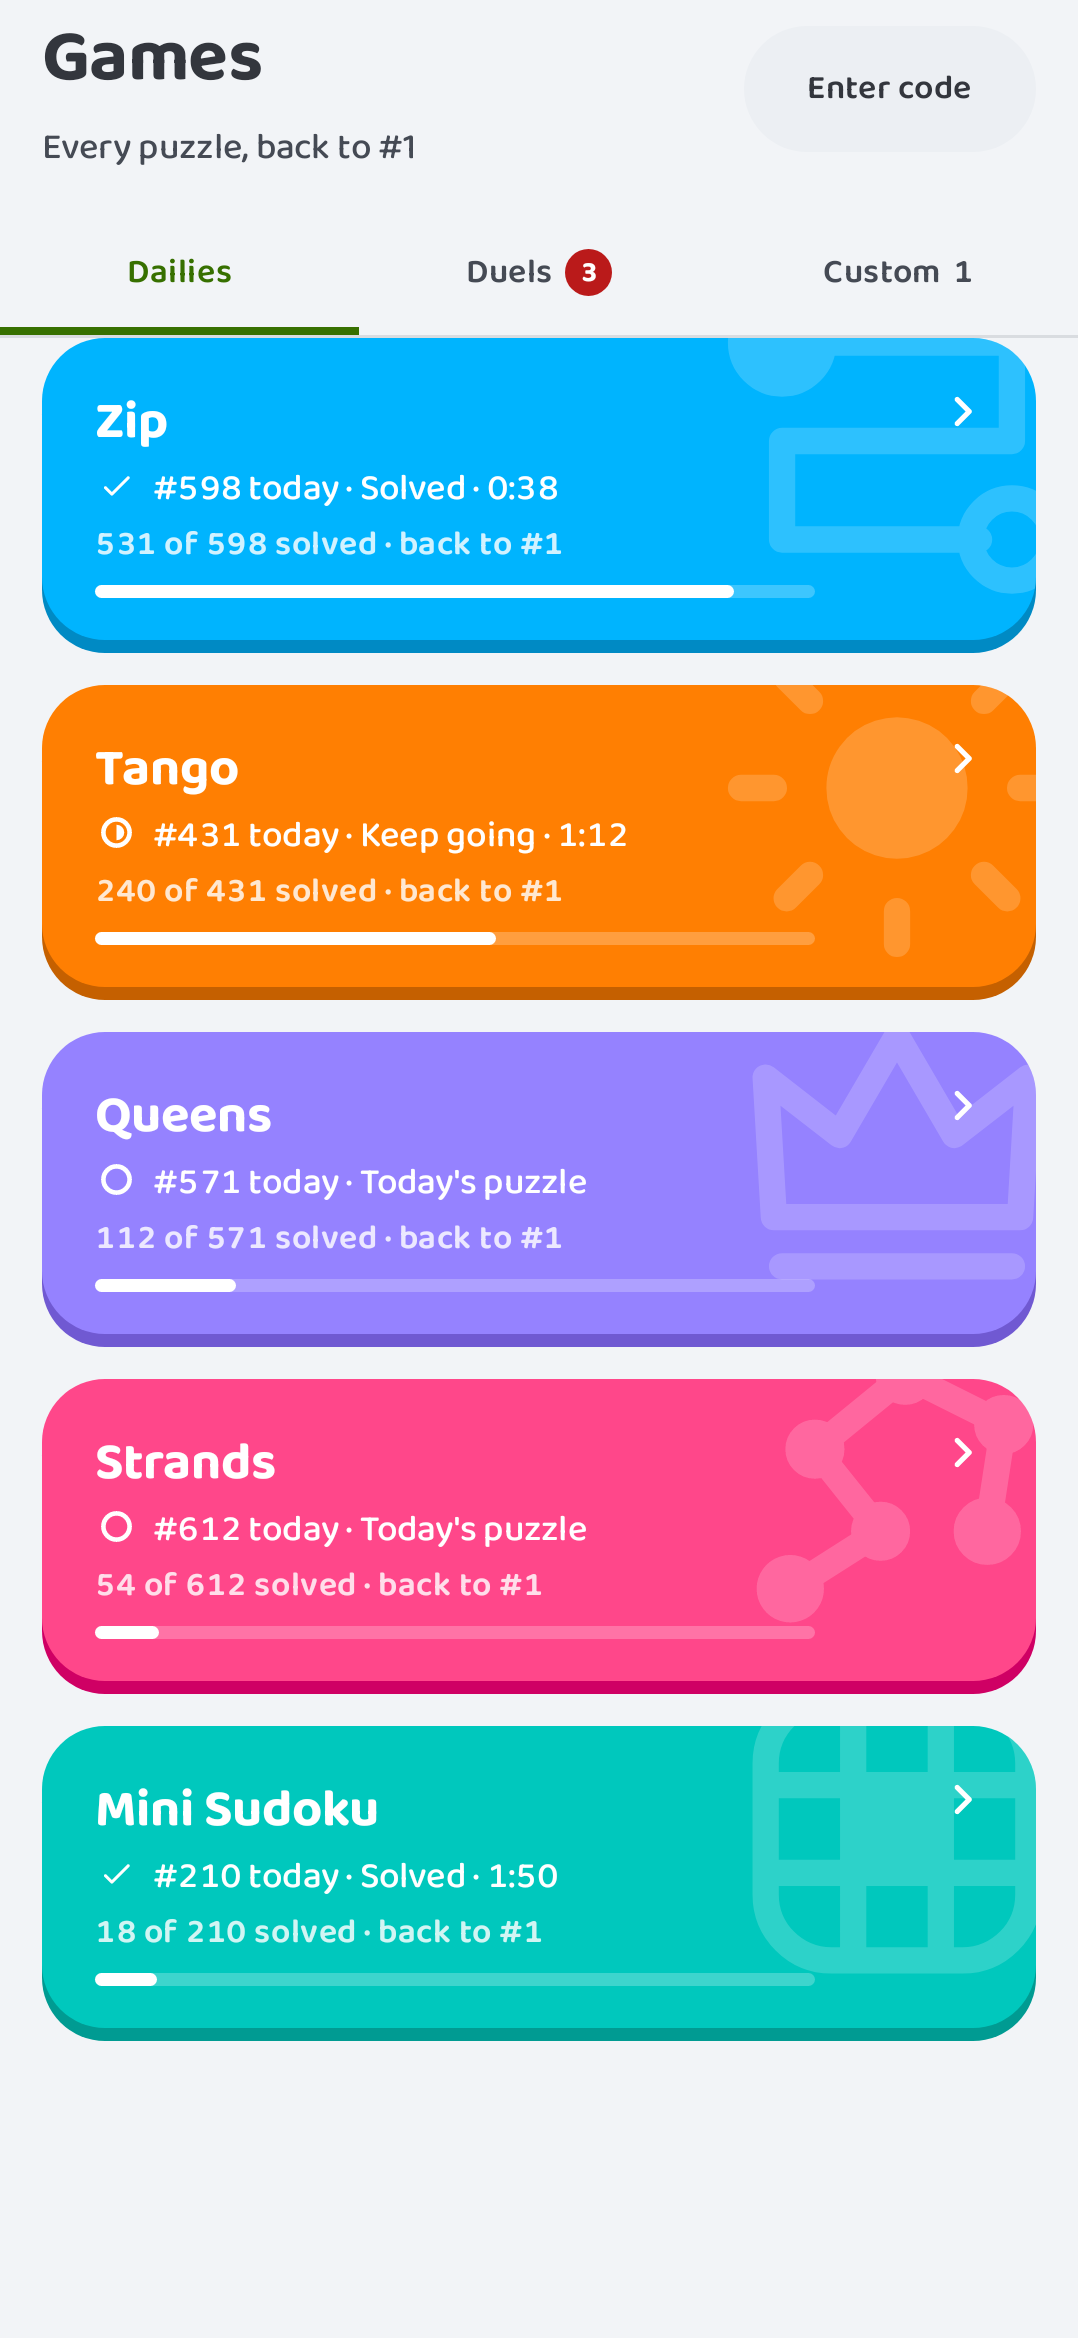 Games
Enter code
Every puzzle, back to #1
Dailies
Duels 3
Custom 1
Zip
#598 today · Solved · 0:38
531 of 598 solved · back to #1
Tango
#431 today · Keep going · 1:12
240 of 431 solved · back to #1
Queens
#571 today · Today's puzzle
112 of 571 solved · back to #1
Strands
#612 today · Today's puzzle
54 of 612 solved · back to #1
Mini Sudoku
#210 today · Solved · 1:50
18 of 210 solved · back to #1